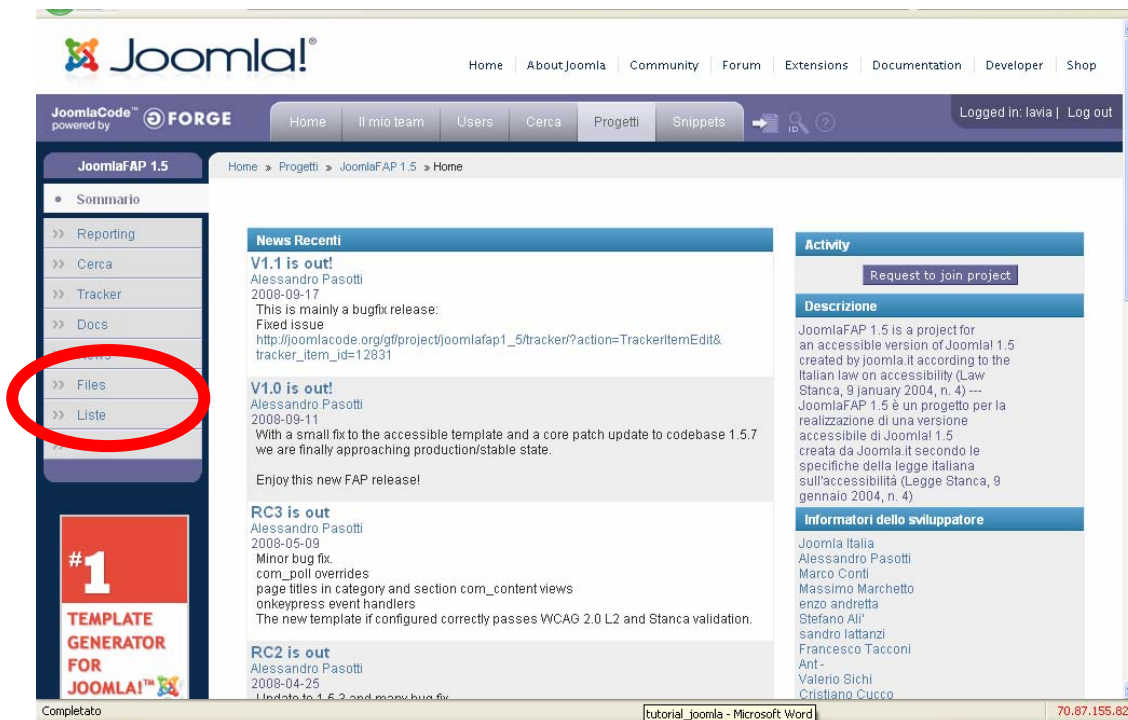 Joomla!®
Home About Joomla Community Forum Extensions Documentation Developer Shop
JoomlaCode™
powered by
FORGE
Home Il mio team Users Cerca Progetti Snippets
ID
Logged in: lavia | Log out
JoomlaFAP 1.5
Home » Progetti » JoomlaFAP 1.5 » Home
Sommario
Reporting
Cerca
Tracker
Docs
News
Files
Liste
News Recenti
V1.1 is out!
Alessandro Pasotti
2008-09-17
This is mainly a bugfix release:
Fixed issue
http://joomlacode.org/gf/project/joomlafap1_5/tracker/?action=TrackerItemEdit&
tracker_item_id=12831
V1.0 is out!
Alessandro Pasotti
2008-09-11
With a small fix to the accessible template and a core patch update to codebase 1.5.7
we are finally approaching production/stable state.
Enjoy this new FAP release!
RC3 is out
Alessandro Pasotti
2008-05-09
Minor bug fix.
com_poll overrides
page titles in category and section com_content views
onkeypress event handlers
The new template if configured correctly passes WCAG 2.0 L2 and Stanca validation.
RC2 is out
Alessandro Pasotti
2008-04-25
Update to 1.5.3 and many bug fix
Activity
Request to join project
Descrizione
JoomlaFAP 1.5 is a project for
an accessible version of Joomla! 1.5
created by joomla.it according to the
Italian law on accessibility (Law
Stanca, 9 january 2004, n. 4) ---
JoomlaFAP 1.5 è un progetto per la
realizzazione di una versione
accessibile di Joomla! 1.5
creata da Joomla.it secondo le
specifiche della legge italiana
sull'accessibilità (Legge Stanca, 9
gennaio 2004, n. 4)
Informatori dello sviluppatore
Joomla Italia
Alessandro Pasotti
Marco Conti
Massimo Marchetto
enzo andretta
Stefano Ali'
sandro lattanzi
Francesco Tacconi
Ant -
Valerio Sichi
Cristiano Cucco
#1
TEMPLATE
GENERATOR
FOR
JOOMLA!™
Completato
tutorial_joomla - Microsoft Word
70.87.155.82